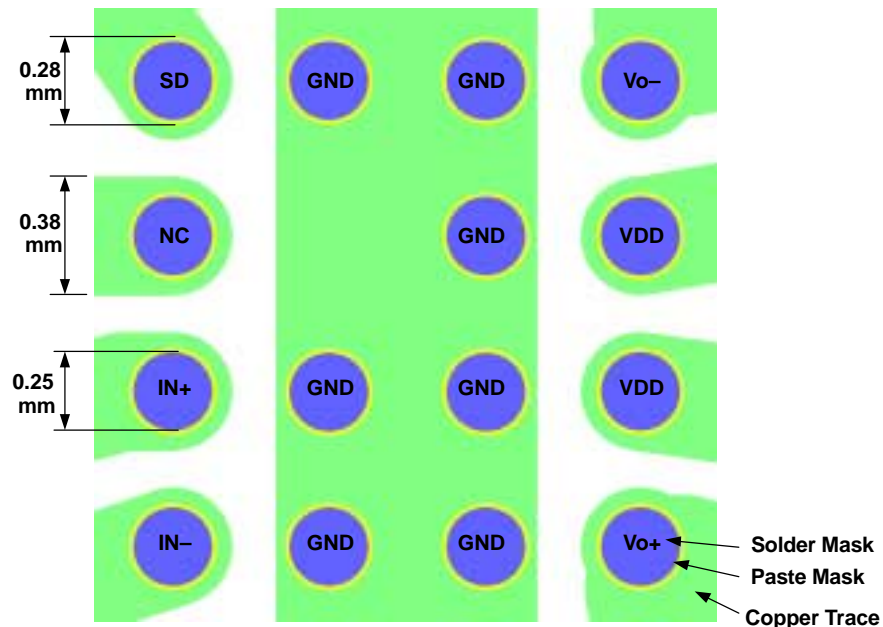 0.28
mm
SD
GND
GND
Vo–
0.38
mm
NC
GND
VDD
0.25
mm
IN+
GND
GND
VDD
IN–
GND
GND
Vo+
Solder Mask
Paste Mask
Copper Trace